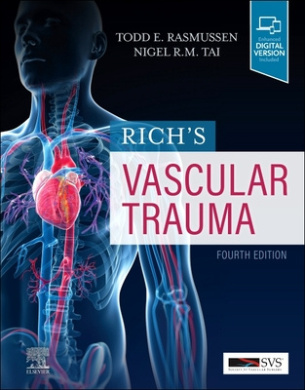 TODD E. RASMUSSEN
NIGEL R.M. TAI
Enhanced
DIGITAL
VERSION
Included
RICH'S
VASCULAR
TRAUMA
FOURTH EDITION
ELSEVIER
SVS